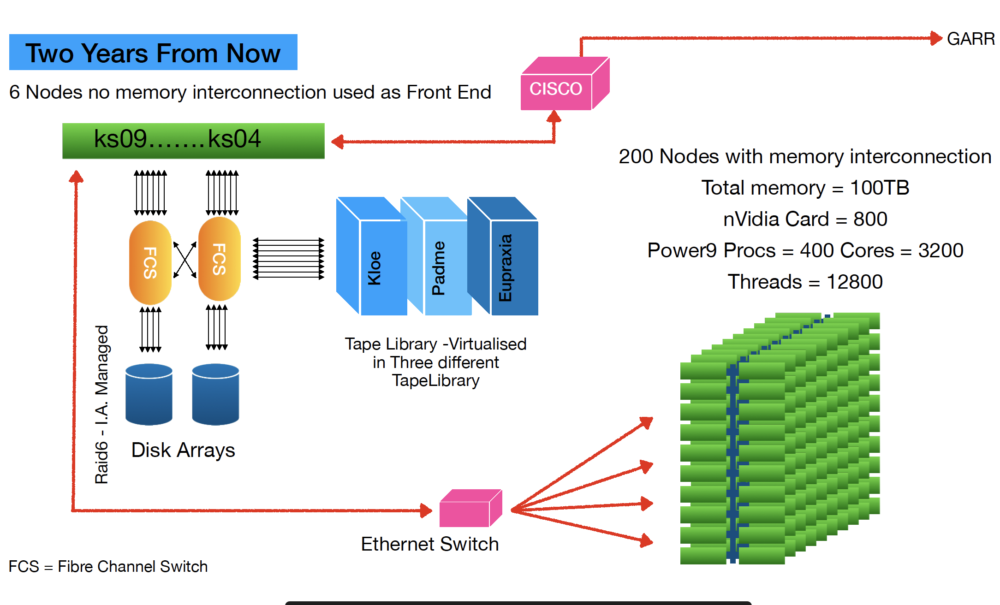 GARR
Two Years From Now
CISCO
6 Nodes no memory interconnection used as Front End
ks09.......ks04
200 Nodes with memory interconnection
Total memory = 100TB
nVidia Card = 800
Power9 Procs = 400 Cores = 3200
Threads = 12800
FCS
FCS
Kloe
Padme
Eupraxia
Tape Library -Virtualised
in Three different
TapeLibrary
Raid6 - I.A. Managed
Disk Arrays
Ethernet Switch
FCS = Fibre Channel Switch